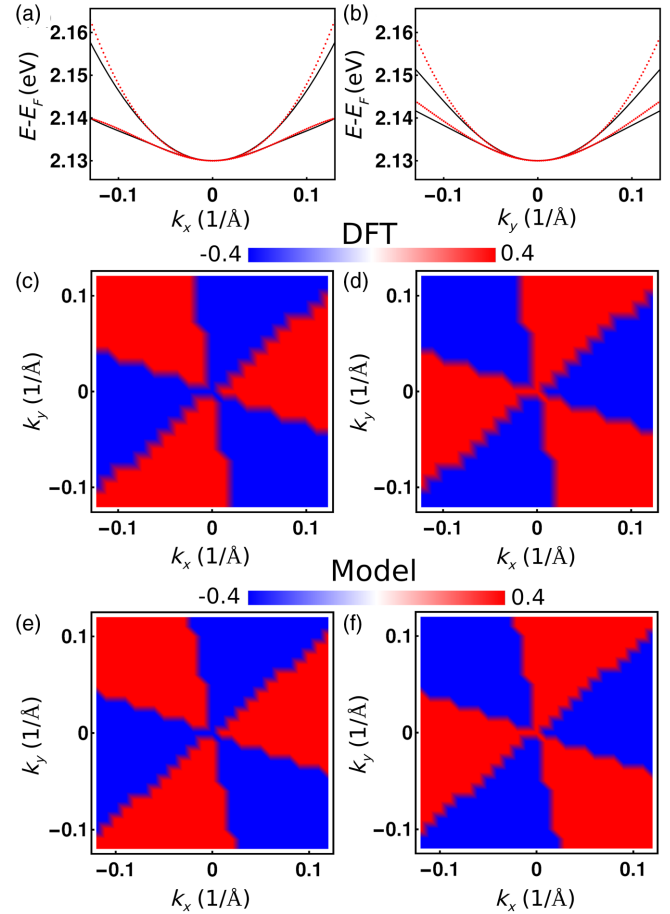 (a)
(b)
2.16
2.15
2.14
2.13
E-E_F (eV)
−0.1
0
0.1
k_x (1/Å)
2.16
2.15
2.14
2.13
E-E_F (eV)
−0.1
0
0.1
k_y (1/Å)
DFT
-0.4
0.4
(c)
0.1
0
−0.1
k_y (1/Å)
−0.1
0
0.1
k_x (1/Å)
(d)
0.1
0
−0.1
k_y (1/Å)
−0.1
0
0.1
k_x (1/Å)
Model
-0.4
0.4
(e)
0.1
0
−0.1
k_y (1/Å)
−0.1
0
0.1
k_x (1/Å)
(f)
0.1
0
−0.1
k_y (1/Å)
−0.1
0
0.1
k_x (1/Å)